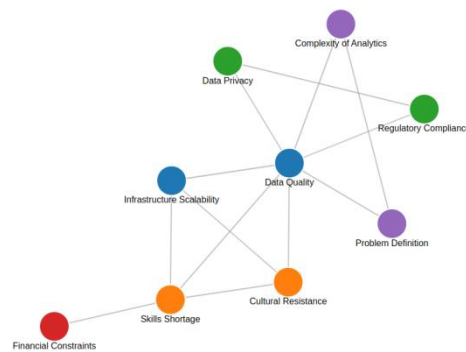 Complexity of Analytics
Data Privacy
Regulatory Complianc
Data Quality
Infrastructure Scalability
Problem Definition
Cultural Resistance
Skills Shortage
Financial Constraints